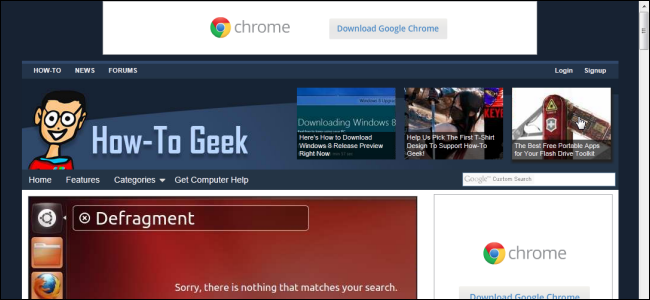 chrome
Download Google Chrome
HOW-TO
NEWS
FORUMS
Login
Signup
How-To Geek
Downloading Windows 8
Here's How to Download
Windows 8 Release Preview
Right Now
Help Us Pick The First T-Shirt
Design To Support How-To
Geek!
The Best Free Portable Apps
for Your Flash Drive Toolkit
Home
Features
Categories
Get Computer Help
Google™ Custom Search
Defragment
Sorry, there is nothing that matches your search.
chrome
Download Google Chrome